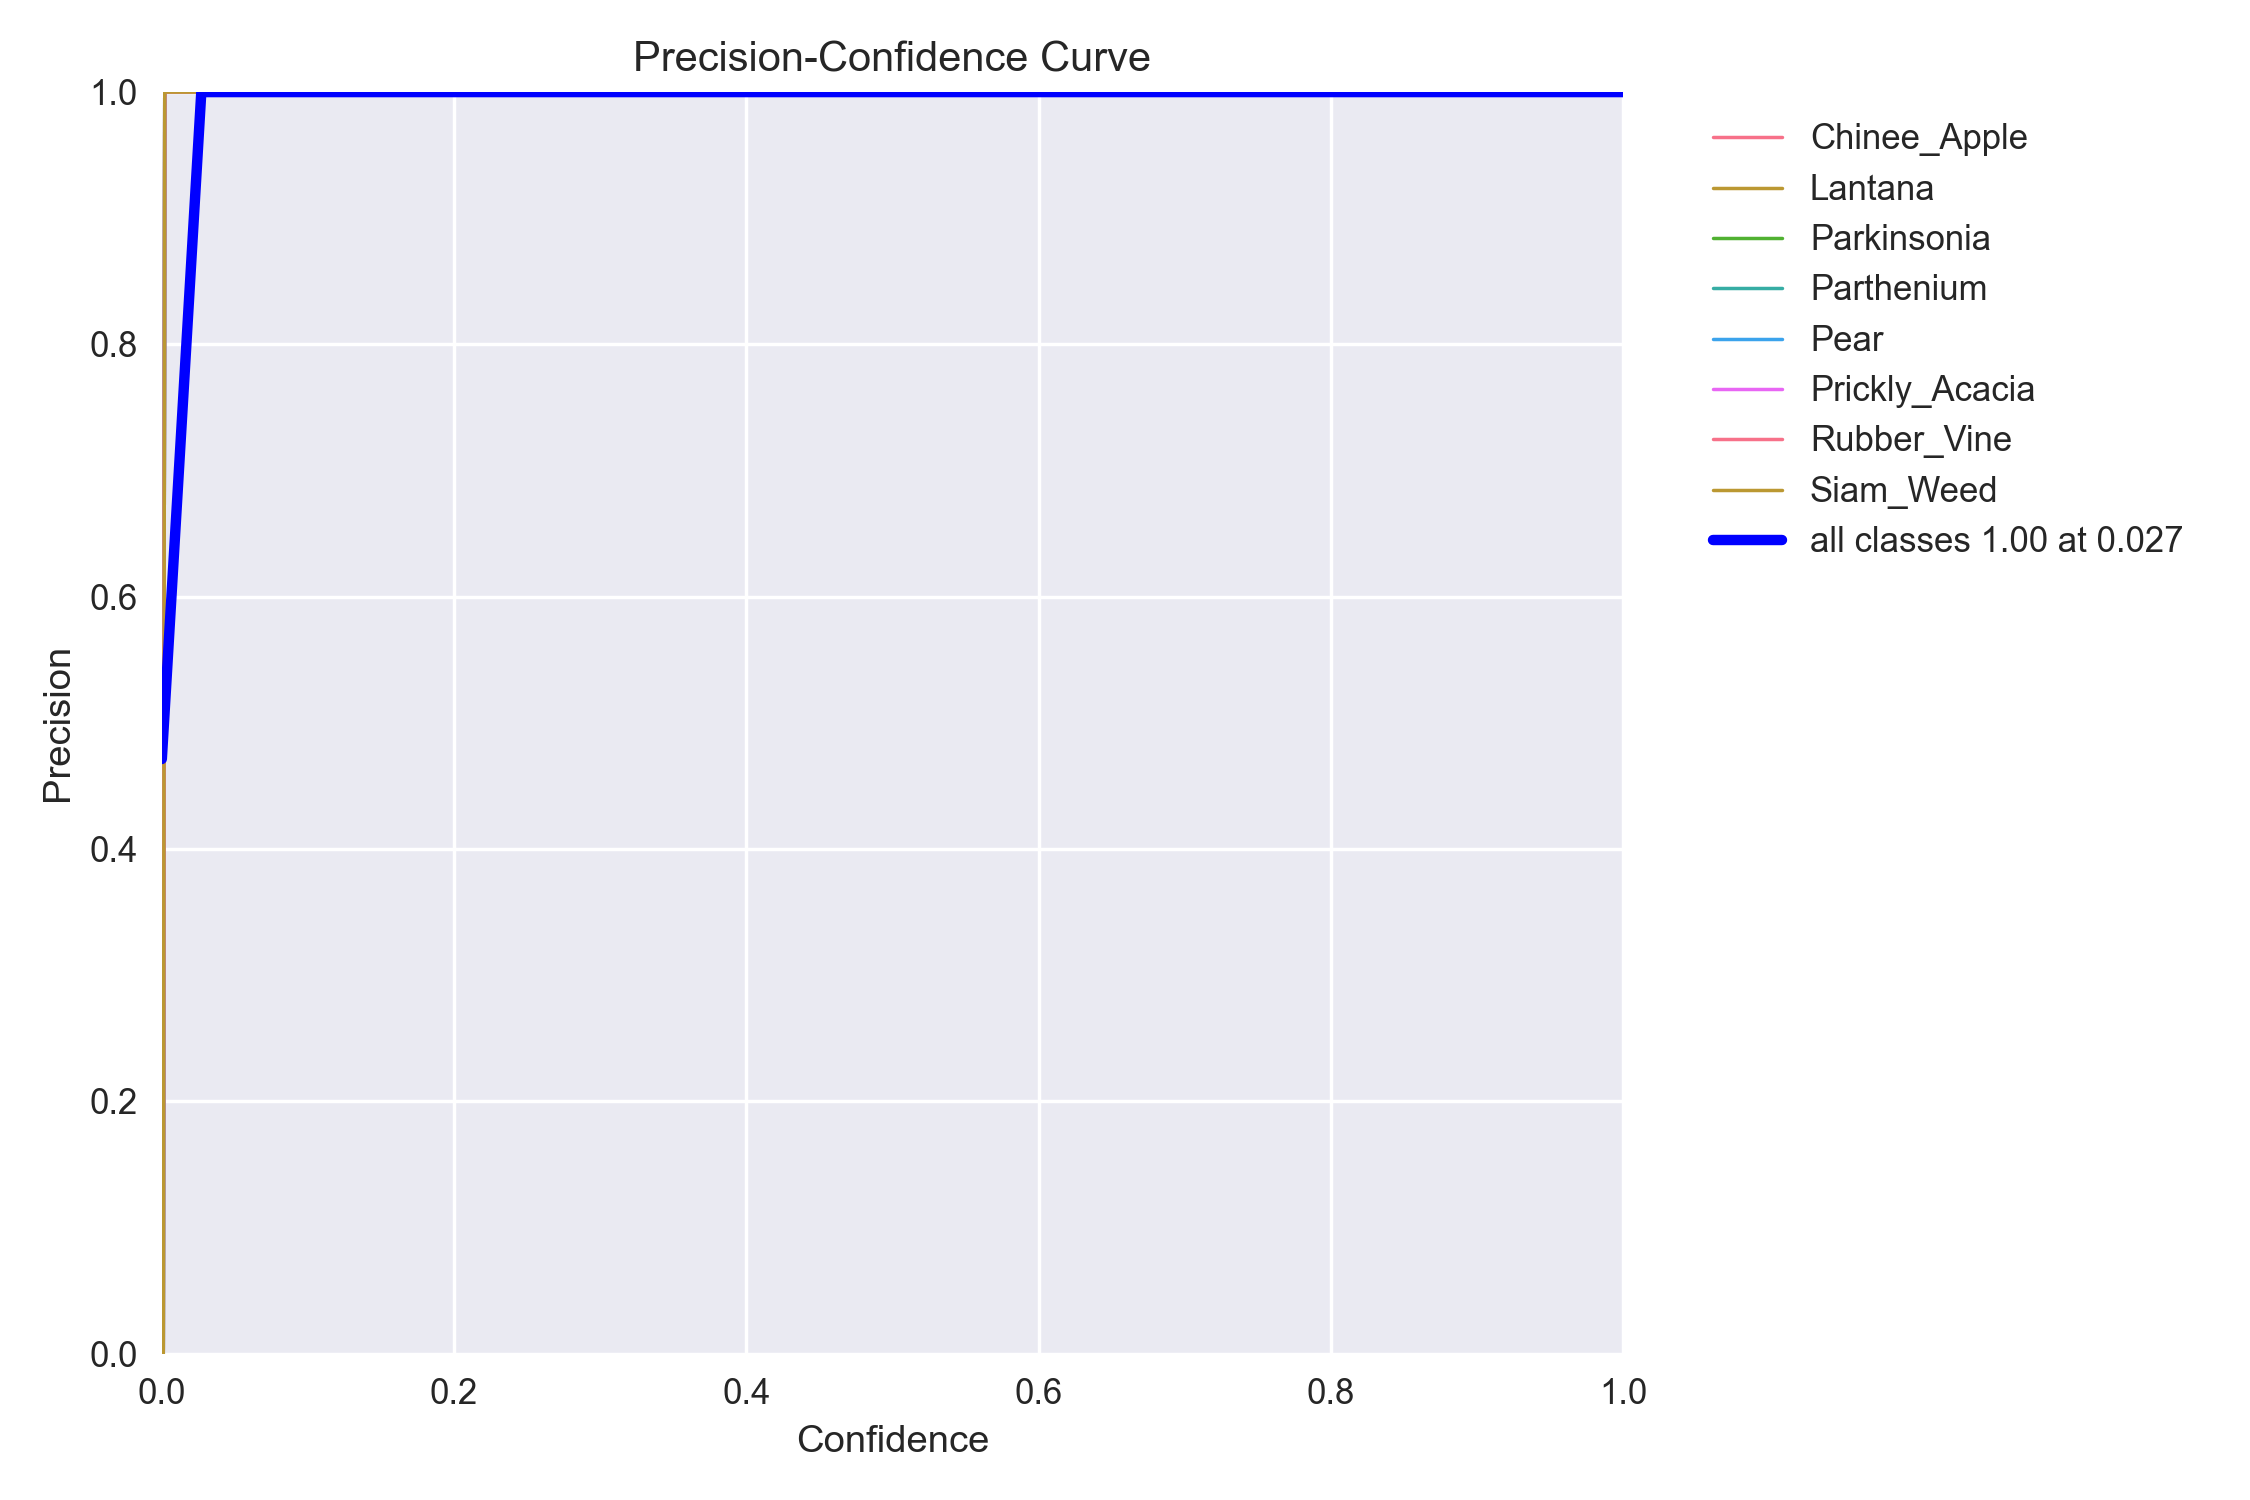 Precision-Confidence Curve
1.0
0.8
0.6
0.4
0.2
0.0
Precision
0.0 0.2 0.4 0.6 0.8 1.0
Confidence
Chinee_Apple
Lantana
Parkinsonia
Parthenium
Pear
Prickly_Acacia
Rubber_Vine
Siam_Weed
all classes 1.00 at 0.027